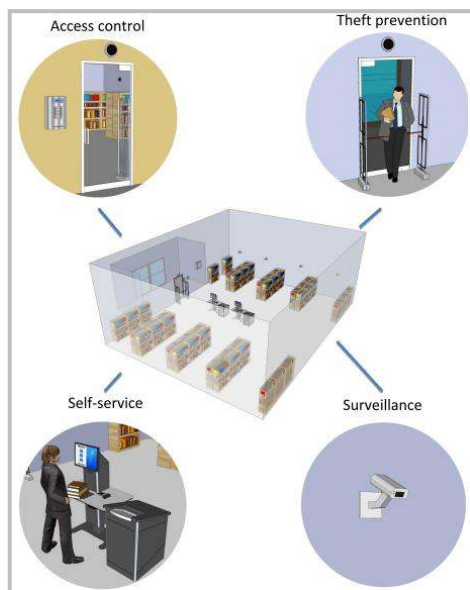 Access control
Theft prevention
Self-service
Surveillance